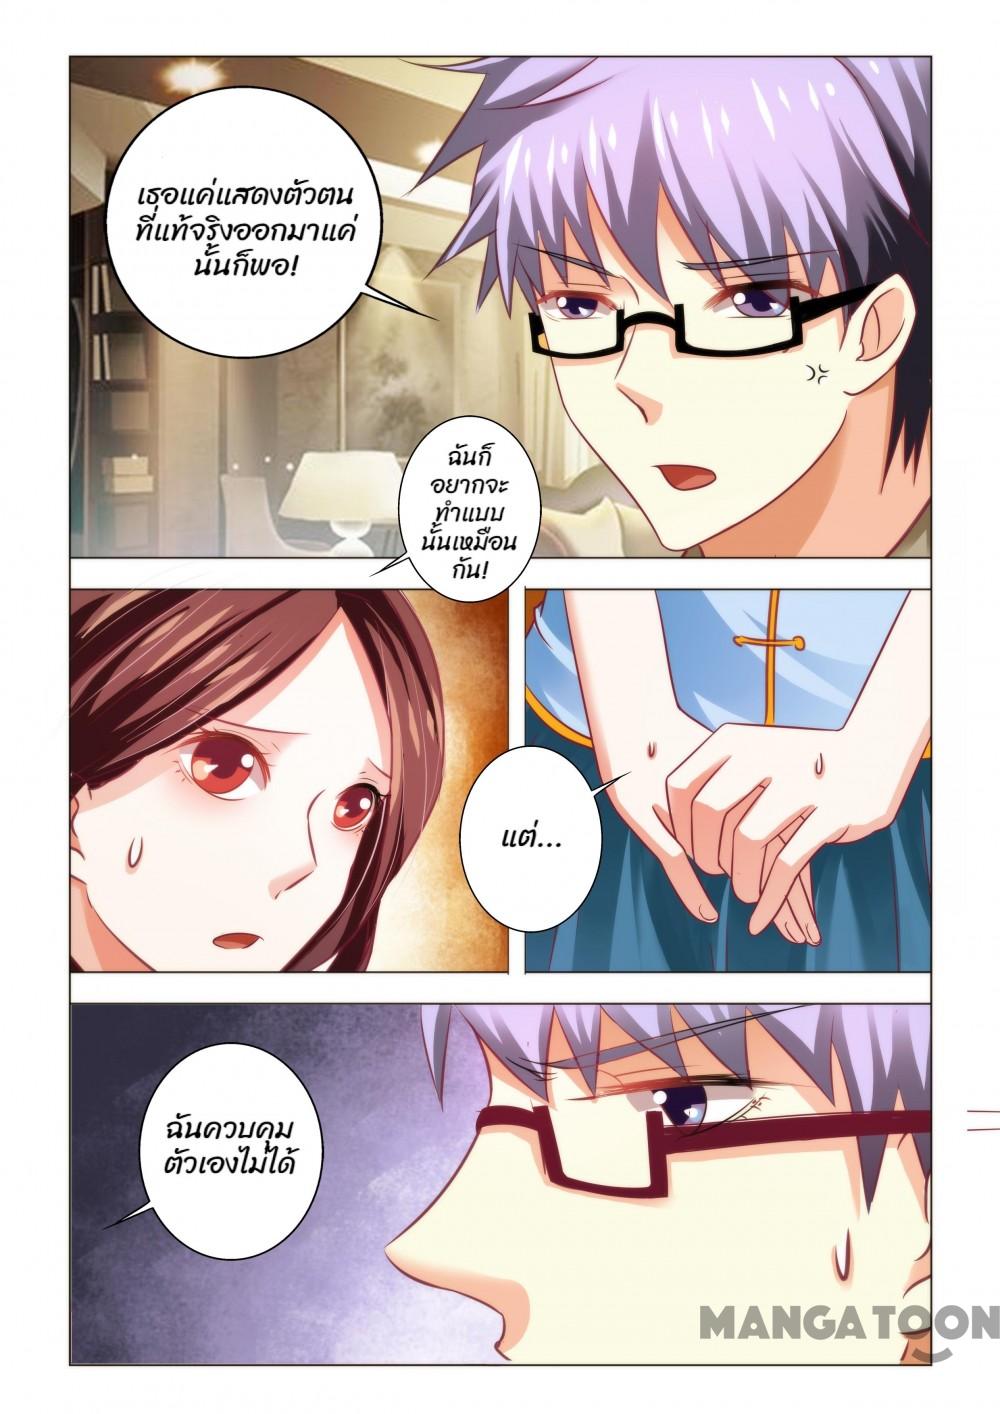 เธอแค่แสดงตัวตน
ที่แท้จริงออกมาแค่
นั้นก็พอ!
ฉันก็
อยากจะ
ทำแบบ
นั้นเหมือน
กัน!
แต่...
ฉันควบคุม
ตัวเองไม่ได้
MANGATOON